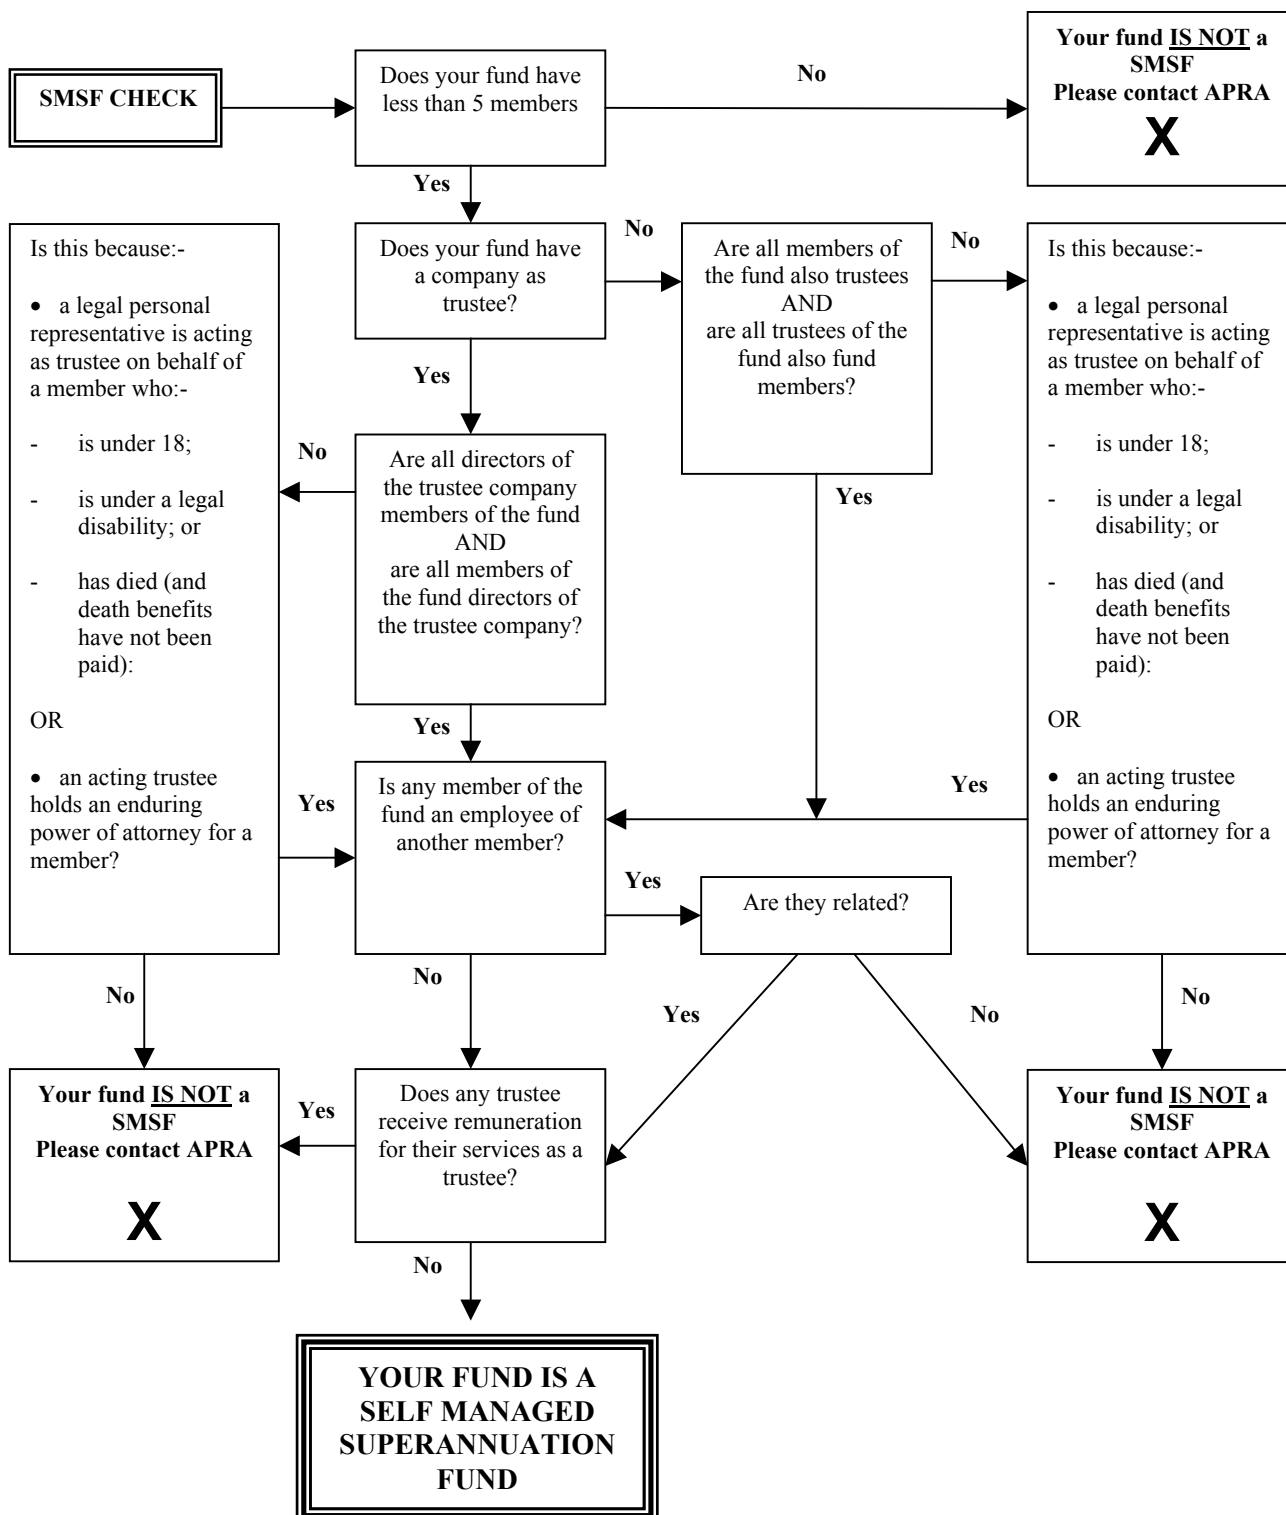 SMSF CHECK
Does your fund have
less than 5 members
No
Your fund IS NOT a
SMSF
Please contact APRA
X
Yes
Does your fund have
a company as
trustee?
No
Are all members of
the fund also trustees
AND
are all trustees of the
fund also fund
members?
No
Is this because:-
• a legal personal
representative is acting
as trustee on behalf of
a member who:-
- is under 18;
- is under a legal
disability; or
- has died (and
death benefits
have not been
paid):
OR
• an acting trustee
holds an enduring
power of attorney for a
member?
Yes
Are all directors of
the trustee company
members of the fund
AND
are all members of
the fund directors of
the trustee company?
No
Is this because:-
• a legal personal
representative is acting
as trustee on behalf of
a member who:-
- is under 18;
- is under a legal
disability; or
- has died (and
death benefits
have not been
paid):
OR
• an acting trustee
holds an enduring
power of attorney for a
member?
Yes
Yes
Yes
Yes
Is any member of the
fund an employee of
another member?
Yes
Are they related?
No
No
Yes
No
No
Your fund IS NOT a
SMSF
Please contact APRA
X
Yes
Does any trustee
receive remuneration
for their services as a
trustee?
Your fund IS NOT a
SMSF
Please contact APRA
X
No
YOUR FUND IS A
SELF MANAGED
SUPERANNUATION
FUND